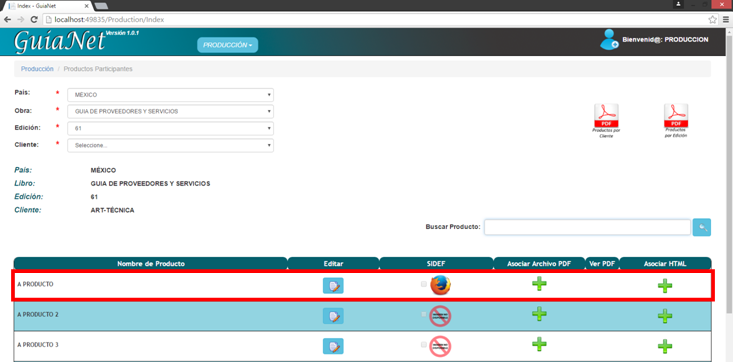 Index - GuiaNet
localhost:49835/Production/Index
GuíaNet Versión 1.0.1
PRODUCCIÓN
Bienvenid@: PRODUCCION
Producción / Productos Participantes
País: * MÉXICO
Obra: * GUIA DE PROVEEDORES Y SERVICIOS
Edición: * 61
Cliente: * Seleccione...
PDF
Productos por
Cliente
PDF
Productos
por Edición
País: MÉXICO
Libro: GUIA DE PROVEEDORES Y SERVICIOS
Edición: 61
Cliente: ART-TÉCNICA
Buscar Producto:
Nombre de Producto Editar SIDEF Asociar Archivo PDF Ver PDF Asociar HTML
A PRODUCTO
A PRODUCTO 2
A PRODUCTO 3